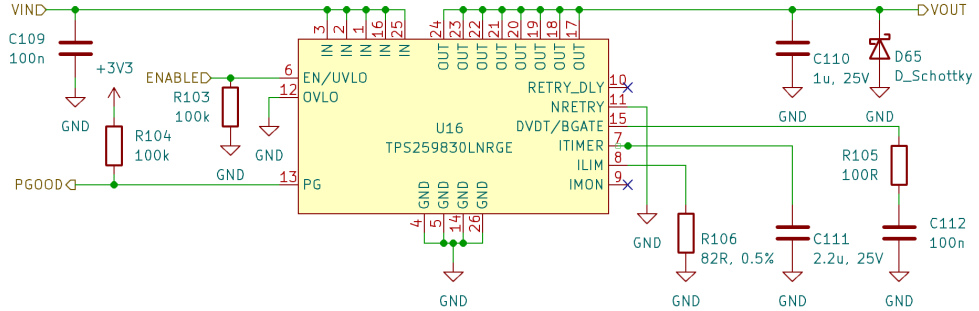 VIN
VOUT
3
2
1
16
25
24
23
22
21
20
19
18
17
IN
IN
IN
IN
IN
OUT
OUT
OUT
OUT
OUT
OUT
OUT
OUT
C109
100n
GND
+3V3
ENABLED
6
EN/UVLO
12
OVLO
R103
100k
GND
GND
R104
100k
PGOOD
13
PG
U16
TPS259830LNRGE
RETRY_DLY
10
NRETRY
11
DVDT/BGATE
15
ITIMER
7
ILIM
8
IMON
9
GND
GND
GND
GND
4
5
14
26
GND
GND
R106
82R, 0.5%
GND
C110
1u, 25V
GND
D65
D_Schottky
GND
R105
100R
C111
2.2u, 25V
GND
C112
100n
GND